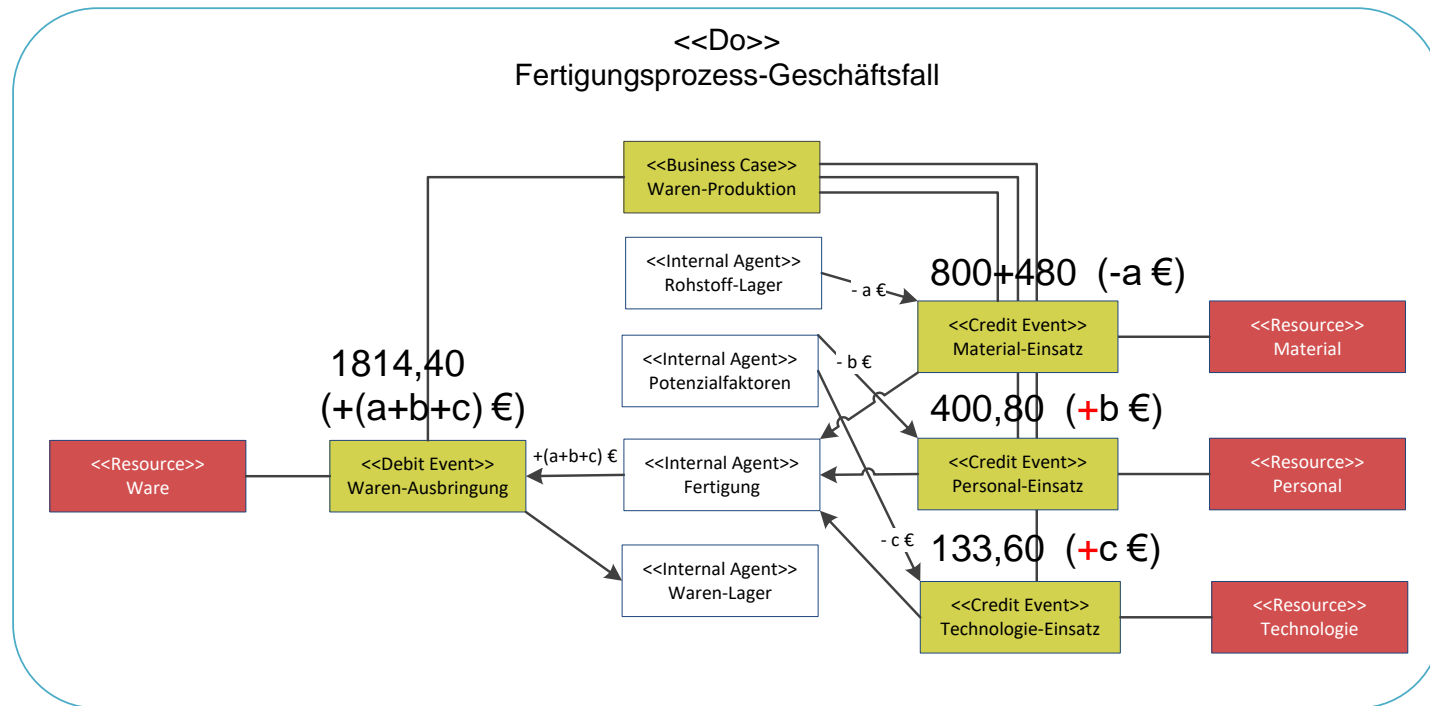 <<Do>>
Fertigungsprozess-Geschäftsfall
<<Business Case>>
Waren-Produktion
<<Internal Agent>>
Rohstoff-Lager
- a €
800+480 (-a €)
<<Credit Event>>
Material-Einsatz
<<Resource>>
Material
<<Internal Agent>>
Potenzialfaktoren
- b €
1814,40
(+(a+b+c) €)
400,80 (+b €)
<<Resource>>
Ware
<<Debit Event>>
Waren-Ausbringung
+(a+b+c) €
<<Internal Agent>>
Fertigung
<<Credit Event>>
Personal-Einsatz
<<Resource>>
Personal
- c €
133,60 (+c €)
<<Internal Agent>>
Waren-Lager
<<Credit Event>>
Technologie-Einsatz
<<Resource>>
Technologie